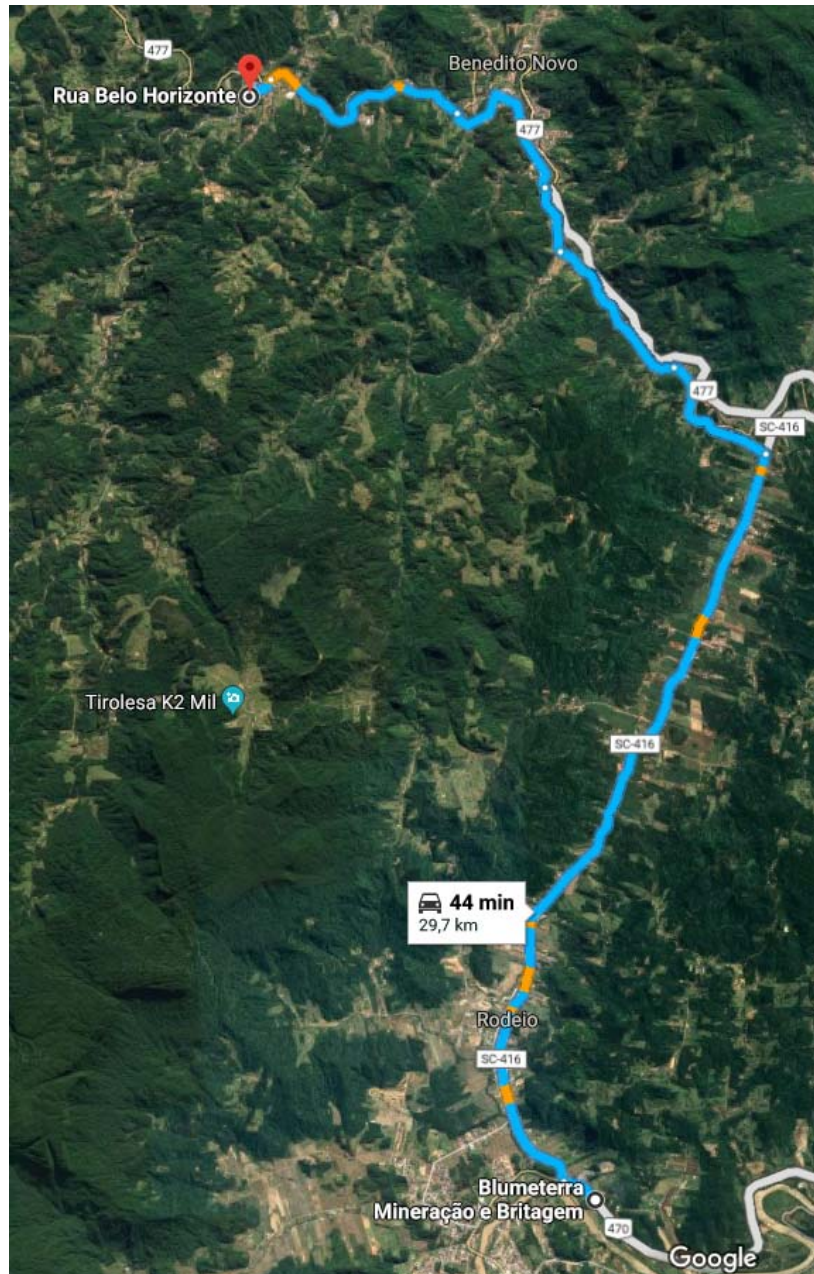 477
Benedito Novo
Rua Belo Horizonte
477
477
SC-416
Tirolesa K2 Mil
SC-416
44 min
29,7 km
Rodeio
SC-416
Blumeterra
Mineração e Britagem
470
Google